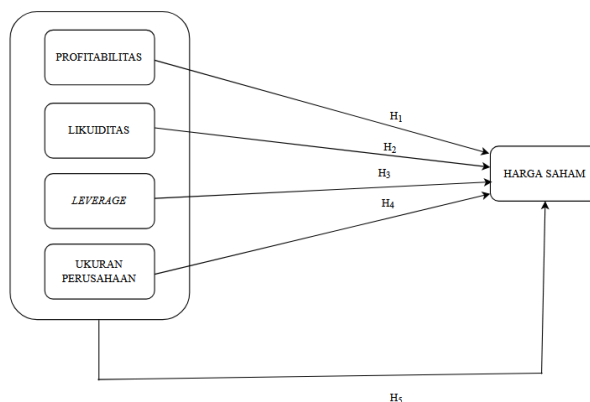 PROFITABILITAS
H1
LIKUIDITAS
H2
HARGA SAHAM
H3
LEVERAGE
H4
UKURAN
PERUSAHAAN
H5